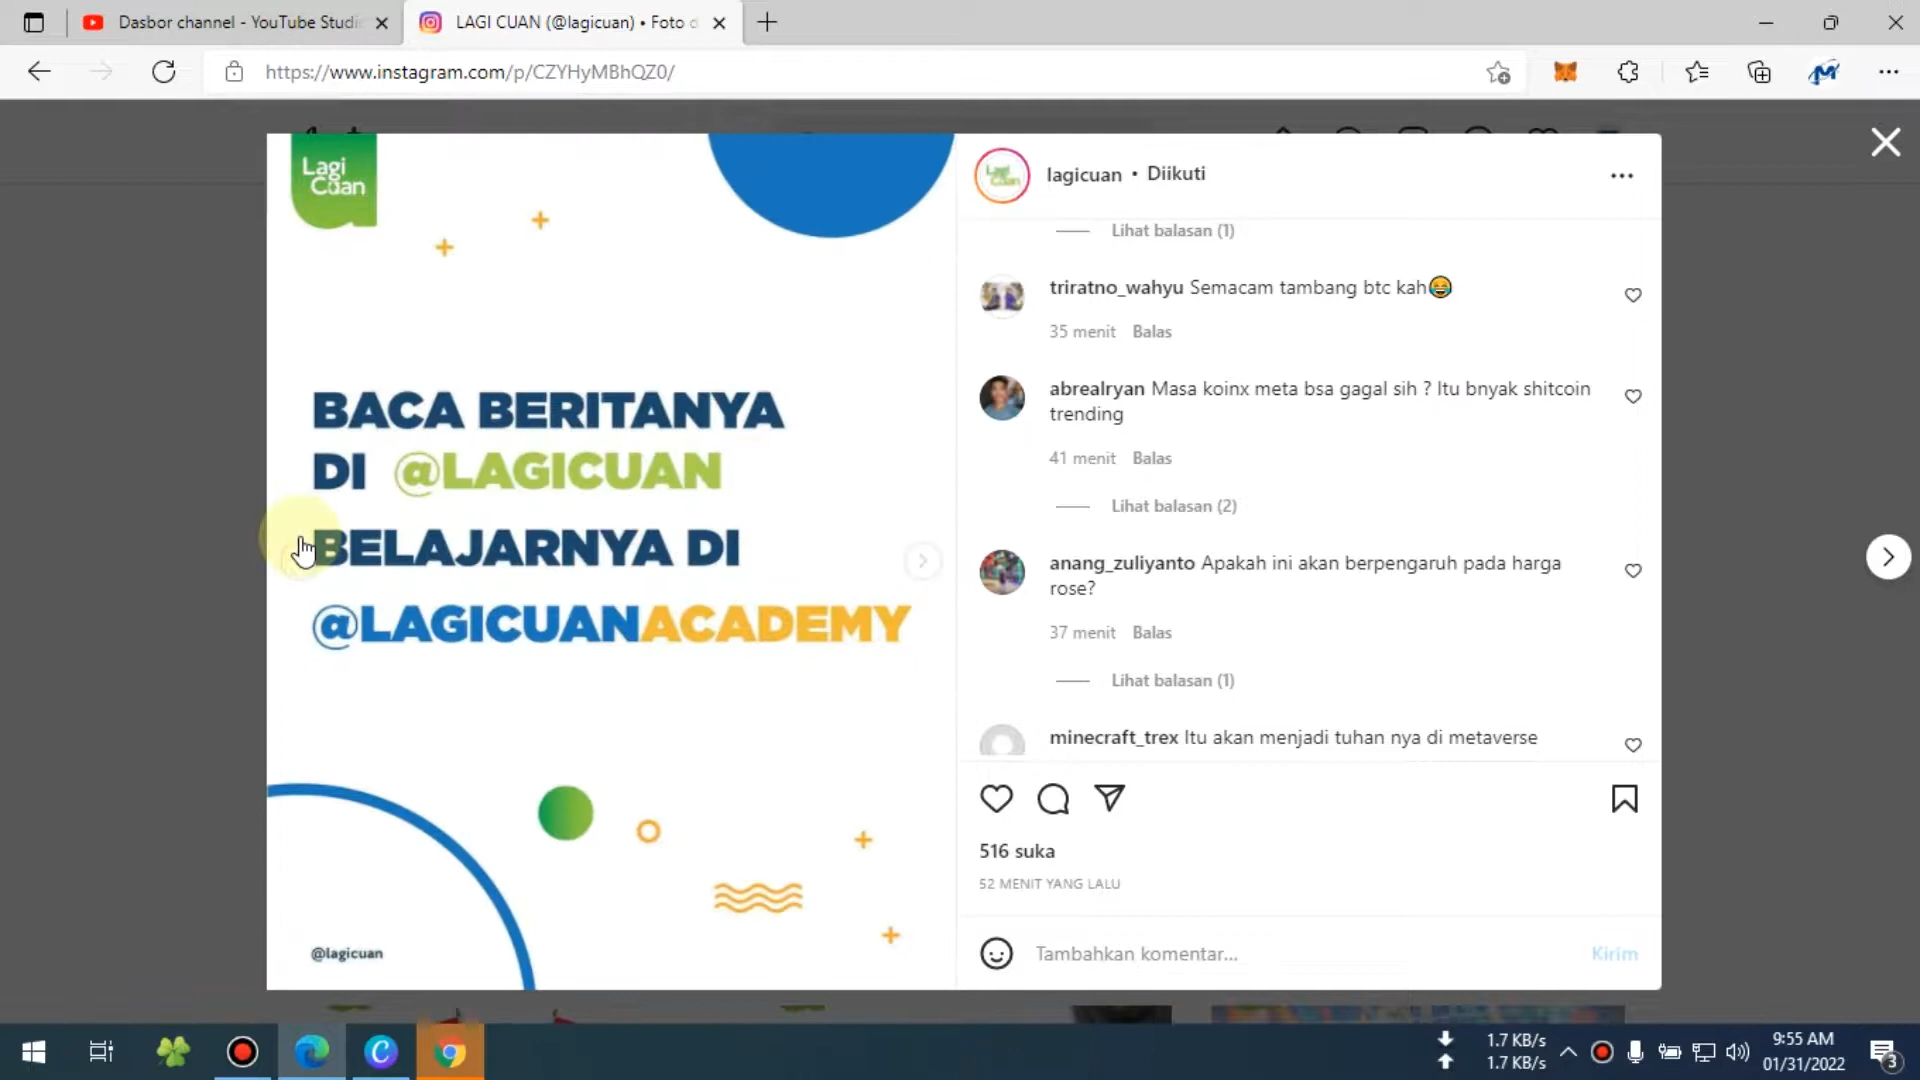 Dasbor channel - YouTube Studi
LAGI CUAN (@lagicuan) • Foto d
https://www.instagram.com/p/CZYHyMBhQZ0/
Lagi
Cuan
BACA BERITANYA
DI @LAGICUAN
BELAJARNYA DI
@LAGICUANACADEMY
@lagicuan
lagicuan • Diikuti
Lihat balasan (1)
triratno_wahyu Semacam tambang btc kah😂
35 menit Balas
abrealryan Masa koinx meta bsa gagal sih ? Itu bnyak shitcoin
trending
41 menit Balas
Lihat balasan (2)
anang_zuliyanto Apakah ini akan berpengaruh pada harga
rose?
37 menit Balas
Lihat balasan (1)
minecraft_trex Itu akan menjadi tuhan nya di metaverse
516 suka
52 MENIT YANG LALU
Tambahkan komentar...
Kirim
1.7 KB/s
1.7 KB/s
9:55 AM
01/31/2022
3